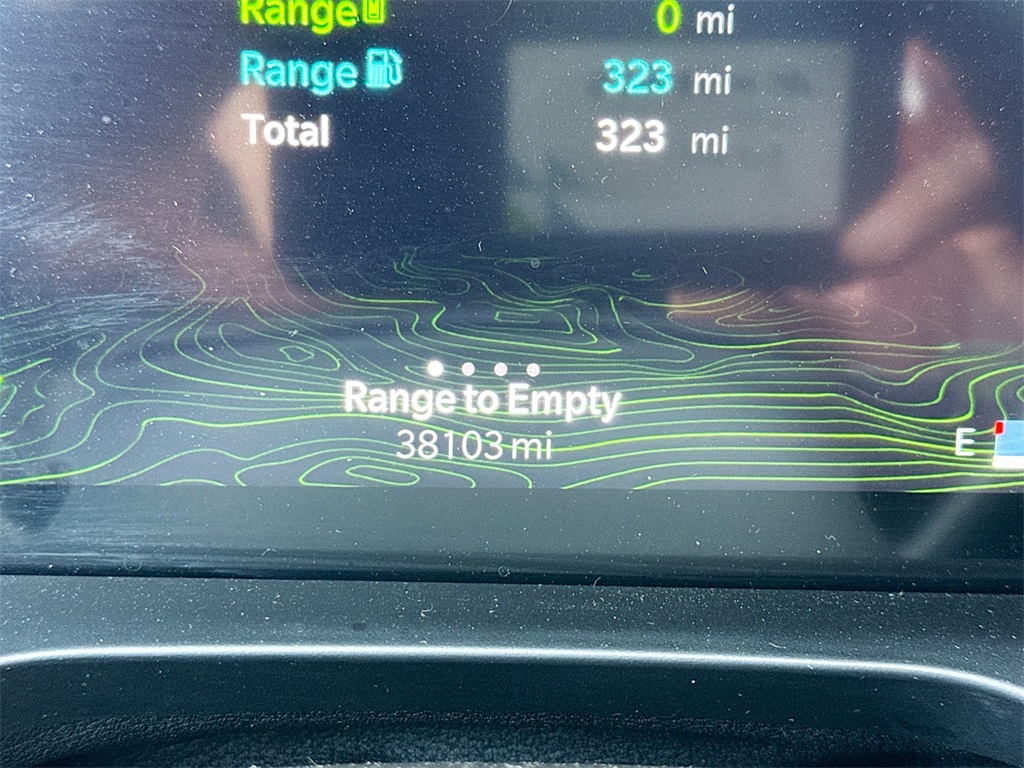 Range 0 mi
Range 323 mi
Total 323 mi
Range to Empty
38103 mi
E